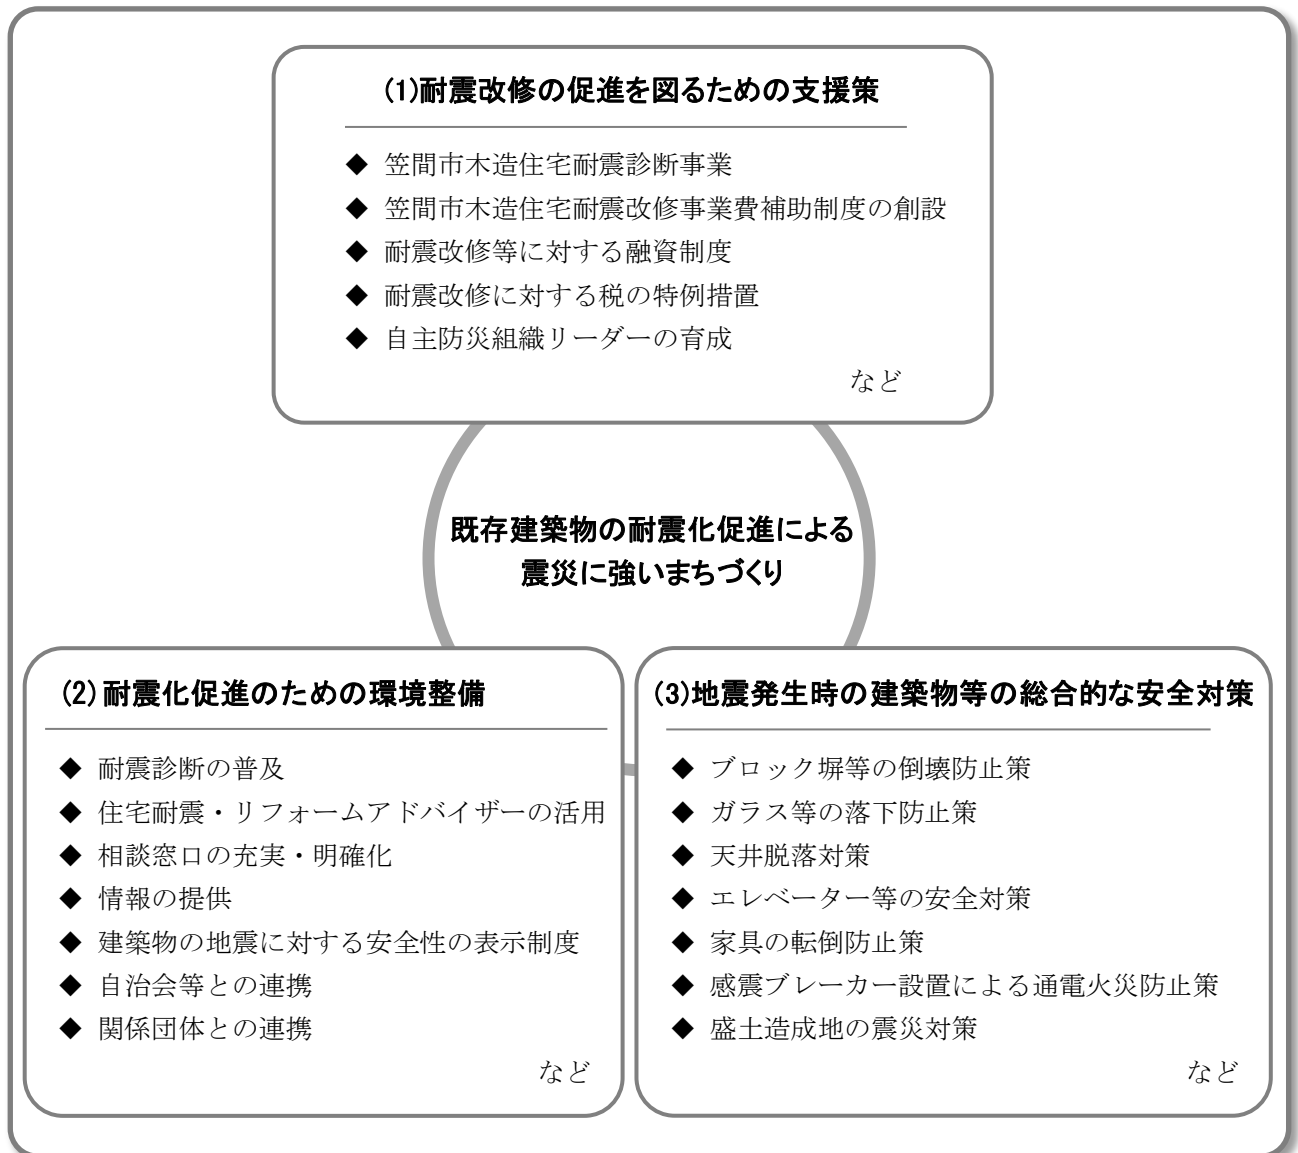 (1)耐震改修の促進を図るための支援策
◆ 笠間市木造住宅耐震診断事業
◆ 笠間市木造住宅耐震改修事業費補助制度の創設
◆ 耐震改修等に対する融資制度
◆ 耐震改修に対する税の特例措置
◆ 自主防災組織リーダーの育成
など
既存建築物の耐震化促進による
震災に強いまちづくり
(2)耐震化促進のための環境整備
◆ 耐震診断の普及
◆ 住宅耐震・リフォームアドバイザーの活用
◆ 相談窓口の充実・明確化
◆ 情報の提供
◆ 建築物の地震に対する安全性の表示制度
◆ 自治会等との連携
◆ 関係団体との連携
など
(3)地震発生時の建築物等の総合的な安全対策
◆ ブロック塀等の倒壊防止策
◆ ガラス等の落下防止策
◆ 天井脱落対策
◆ エレベーター等の安全対策
◆ 家具の転倒防止策
◆ 感震ブレーカー設置による通電火災防止策
◆ 盛土造成地の震災対策
など